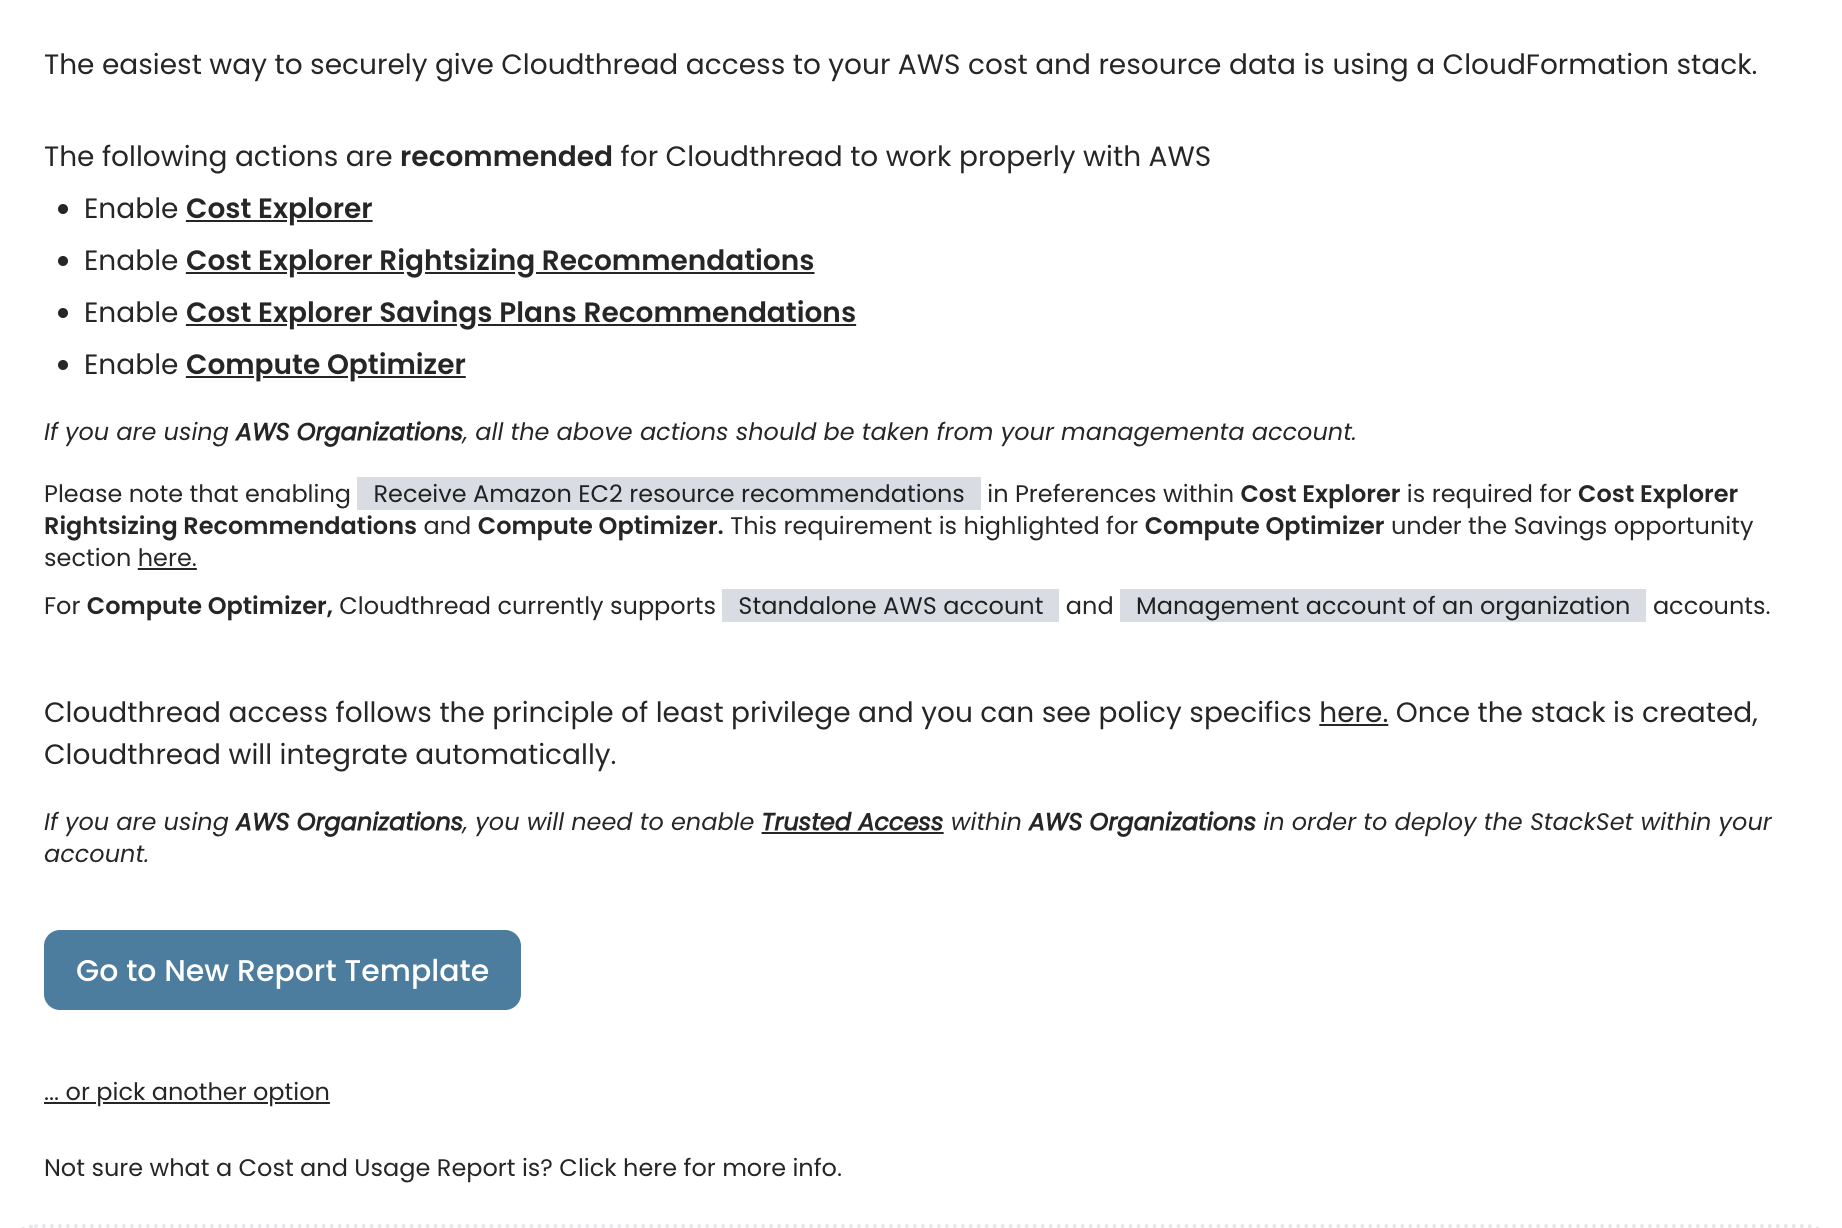 The easiest way to securely give Cloudthread access to your AWS cost and resource data is using a CloudFormation stack.
The following actions are recommended for Cloudthread to work properly with AWS
• Enable Cost Explorer
• Enable Cost Explorer Rightsizing Recommendations
• Enable Cost Explorer Savings Plans Recommendations
• Enable Compute Optimizer
If you are using AWS Organizations, all the above actions should be taken from your managementa account.
Please note that enabling Receive Amazon EC2 resource recommendations in Preferences within Cost Explorer is required for Cost Explorer
Rightsizing Recommendations and Compute Optimizer. This requirement is highlighted for Compute Optimizer under the Savings opportunity
section here.
For Compute Optimizer, Cloudthread currently supports Standalone AWS account and Management account of an organization accounts.
Cloudthread access follows the principle of least privilege and you can see policy specifics here. Once the stack is created,
Cloudthread will integrate automatically.
If you are using AWS Organizations, you will need to enable Trusted Access within AWS Organizations in order to deploy the StackSet within your
account.
Go to New Report Template
... or pick another option
Not sure what a Cost and Usage Report is? Click here for more info.